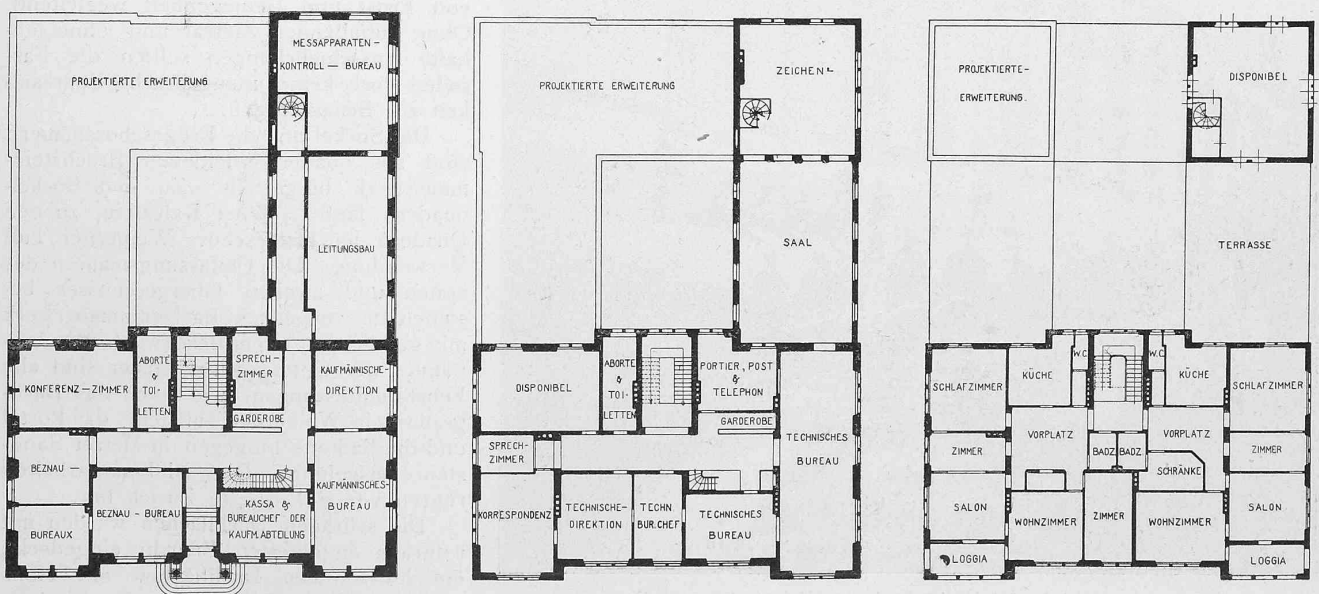 PROJEKTIERTE ERWEITERUNG
MESSAPPARATEN-
KONTROLL-BUREAU
LEITUNGSBAU
KONFERENZ-ZIMMER
ABORTE
&
TOI-
LETTEN
SPRECH-
ZIMMER
GARDEROBE
KAUFMÄNNISCHE-
DIREKTION
BEZNAU
BUREAUX
BEZNAU-BUREAU
KASSA &
BUREAUCHEF DER
KAUFM. ABTEILUNG
KAUFMÄNNISCHES-
BUREAU
PROJEKTIERTE ERWEITERUNG
ZEICHEN-
SAAL
DISPONIBEL
ABORTE
&
TOI-
LETTEN
PORTIER, POST
&
TELEPHON
GARDEROBE
SPRECH-
ZIMMER
TECHNISCHES
BUREAU
KORRESPONDENZ
TECHNISCHE-
DIREKTION
TECHN.
BUR.CHEF
TECHNISCHES
BUREAU
PROJEKTIERTE-
ERWEITERUNG.
DISPONIBEL
TERRASSE
SCHLAFZIMMER
KÜCHE
W.C.
W.C.
KÜCHE
SCHLAFZIMMER
ZIMMER
VORPLATZ
BADZ.
BADZ.
VORPLATZ
SCHRÄNKE
ZIMMER
SALON
WOHNZIMMER
ZIMMER
WOHNZIMMER
SALON
LOGGIA
LOGGIA